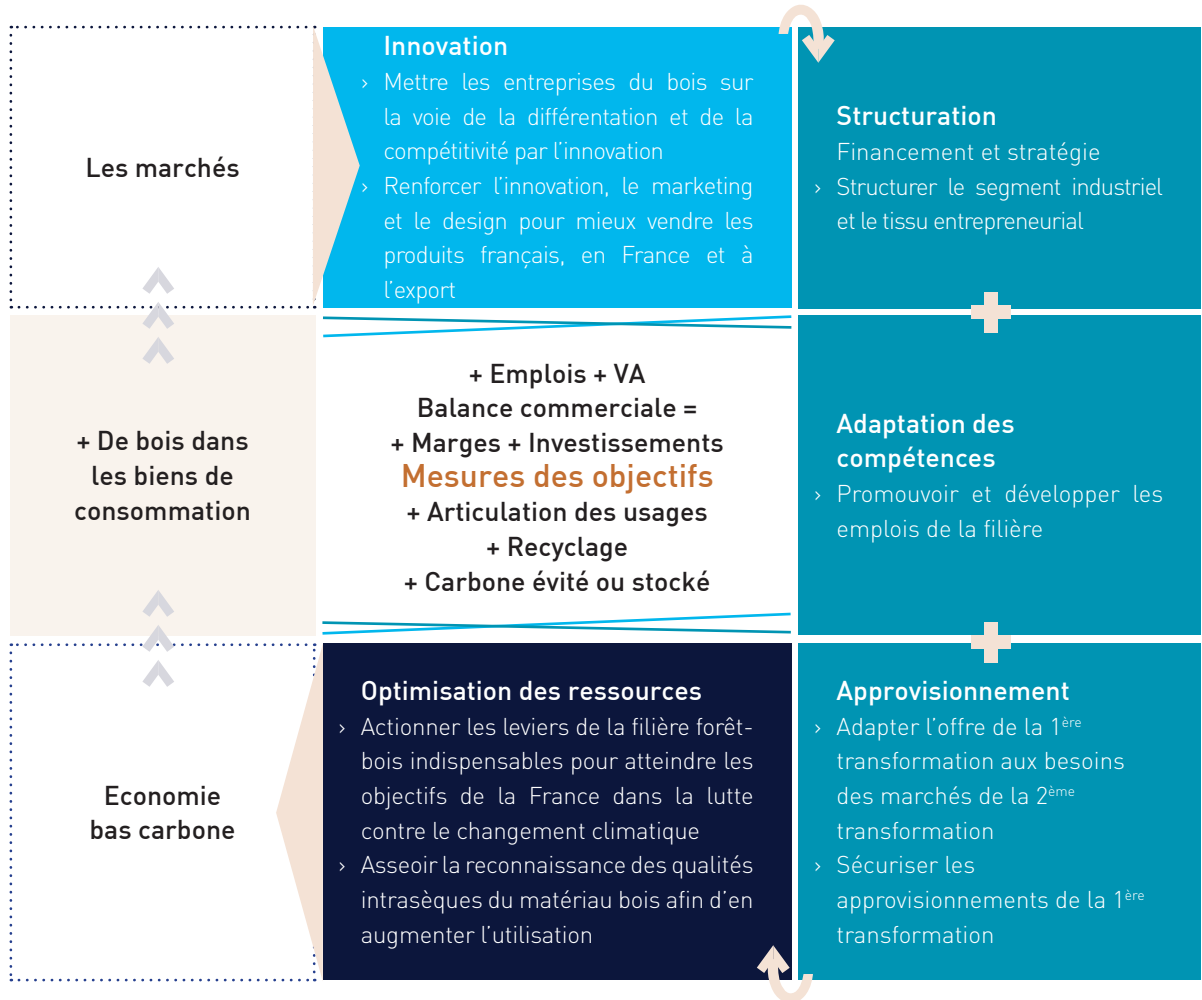 Les marchés
Innovation
› Mettre les entreprises du bois sur
la voie de la différentation et de la
compétitivité par l'innovation
› Renforcer l'innovation, le marketing
et le design pour mieux vendre les
produits français, en France et à
l'export
Structuration
Financement et stratégie
› Structurer le segment industriel
et le tissu entrepreneurial
+ De bois dans
les biens de
consommation
+ Emplois + VA
Balance commerciale =
+ Marges + Investissements
Mesures des objectifs
+ Articulation des usages
+ Recyclage
+ Carbone évité ou stocké
Adaptation des
compétences
› Promouvoir et développer les
emplois de la filière
Economie
bas carbone
Optimisation des ressources
› Actionner les leviers de la filière forêt-
bois indispensables pour atteindre les
objectifs de la France dans la lutte
contre le changement climatique
› Asseoir la reconnaissance des qualités
intrasèques du matériau bois afin d'en
augmenter l'utilisation
Approvisionnement
› Adapter l'offre de la 1ère
transformation aux besoins
des marchés de la 2ème
transformation
› Sécuriser les
approvisionnements de la 1ère
transformation